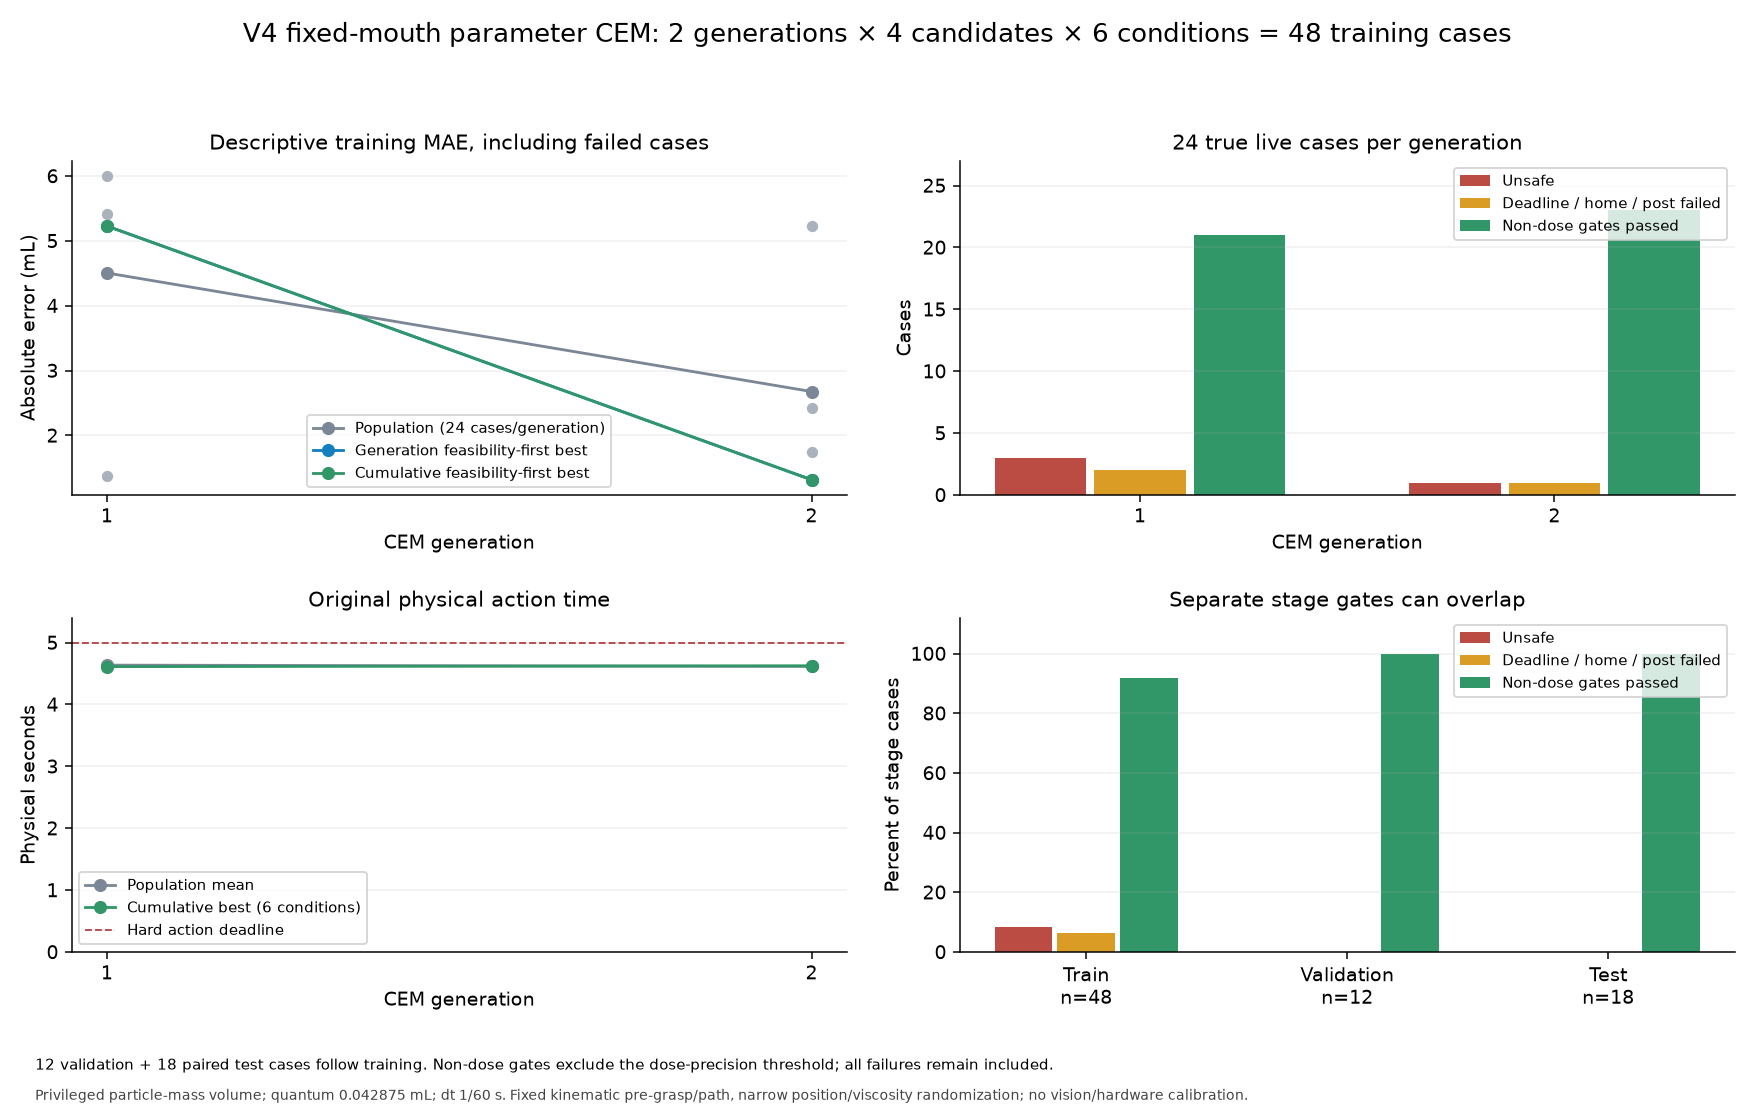 V4 fixed-mouth parameter CEM: 2 generations × 4 candidates × 6 conditions = 48 training cases
Descriptive training MAE, including failed cases
Absolute error (mL)
6
5
4
3
2
Population (24 cases/generation)
Generation feasibility-first best
Cumulative feasibility-first best
1
2
CEM generation
24 true live cases per generation
Cases
25
20
15
10
5
0
Unsafe
Deadline / home / post failed
Non-dose gates passed
1
2
CEM generation
Original physical action time
Physical seconds
5
4
3
2
1
0
Population mean
Cumulative best (6 conditions)
Hard action deadline
1
2
CEM generation
Separate stage gates can overlap
Percent of stage cases
100
80
60
40
20
0
Unsafe
Deadline / home / post failed
Non-dose gates passed
Train
n=48
Validation
n=12
Test
n=18
12 validation + 18 paired test cases follow training. Non-dose gates exclude the dose-precision threshold; all failures remain included.
Privileged particle-mass volume; quantum 0.042875 mL; dt 1/60 s. Fixed kinematic pre-grasp/path, narrow position/viscosity randomization; no vision/hardware calibration.